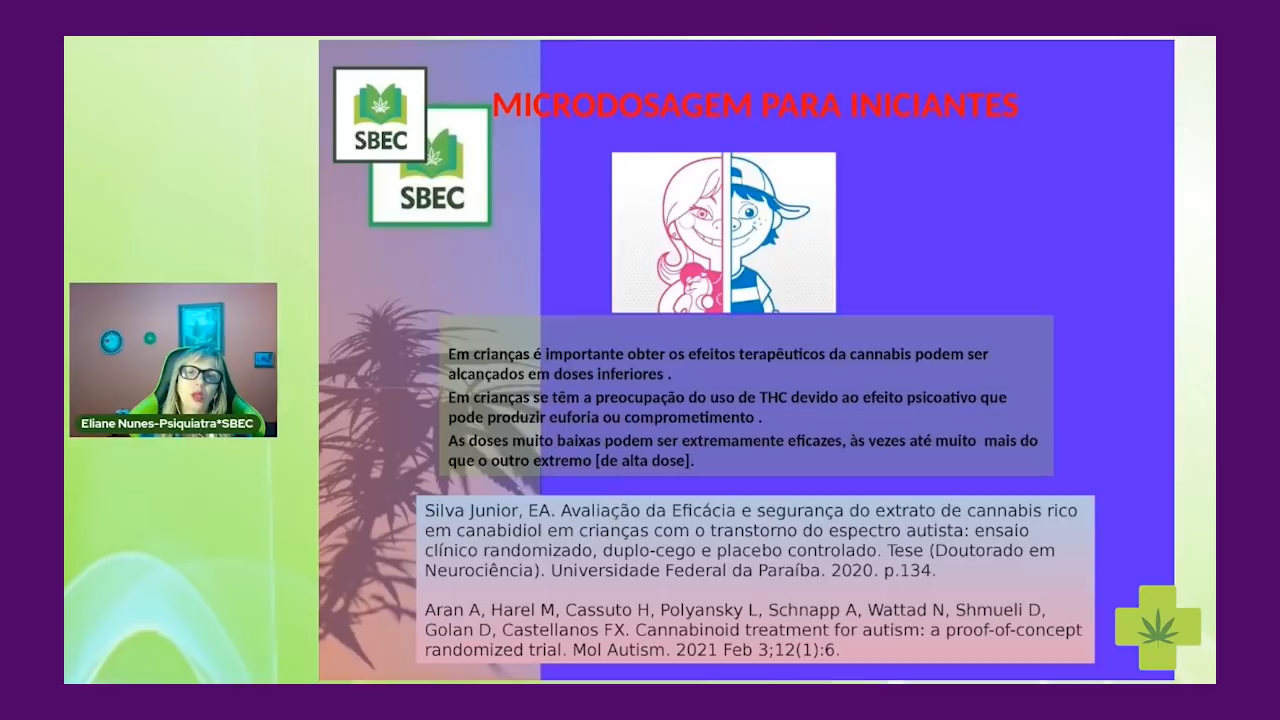 SBEC
SBEC
MICRODOSAGEM PARA INICIANTES
Em crianças é importante obter os efeitos terapêuticos da cannabis podem ser
alcançados em doses inferiores .
Em crianças se têm a preocupação do uso de THC devido ao efeito psicoativo que
pode produzir euforia ou comprometimento .
As doses muito baixas podem ser extremamente eficazes, às vezes até muito mais do
que o outro extremo [de alta dose].
Eliane Nunes-Psiquiatra*SBEC
Silva Junior, EA. Avaliação da Eficácia e segurança do extrato de cannabis rico
em canabidiol em crianças com o transtorno do espectro autista: ensaio
clínico randomizado, duplo-cego e placebo controlado. Tese (Doutorado em
Neurociência). Universidade Federal da Paraíba. 2020. p.134.
Aran A, Harel M, Cassuto H, Polyansky L, Schnapp A, Wattad N, Shmueli D,
Golan D, Castellanos FX. Cannabinoid treatment for autism: a proof-of-concept
randomized trial. Mol Autism. 2021 Feb 3;12(1):6.